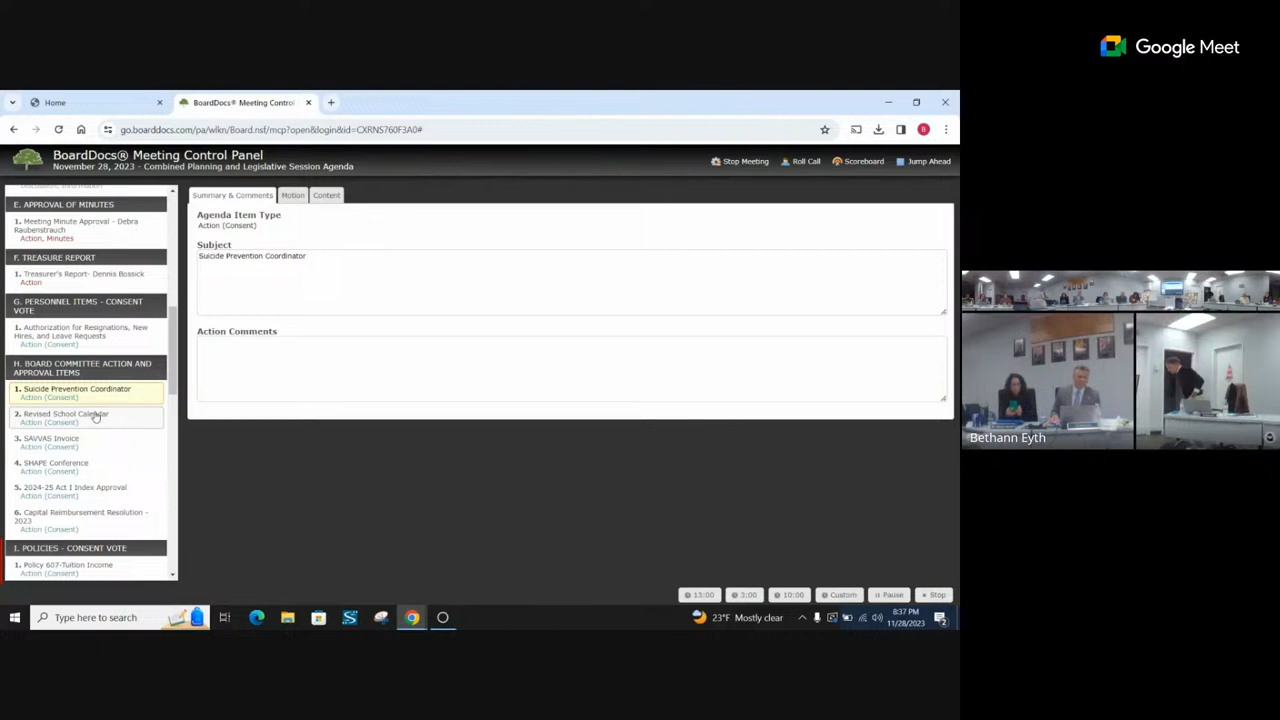 Google Meet
Home
BoardDocs® Meeting Control
go.boarddocs.com/pa/wlkn/Board.nsf/mcp?open&login&id=CXRNS760F3A0#
BoardDocs® Meeting Control Panel
November 28, 2023 - Combined Planning and Legislative Session Agenda
Stop Meeting
Roll Call
Scoreboard
Jump Ahead
E. APPROVAL OF MINUTES
1. Meeting Minute Approval - Debra
Raubenstrauch
Action, Minutes
F. TREASURE REPORT
1. Treasurer's Report- Dennis Bossick
Action
G. PERSONNEL ITEMS - CONSENT
VOTE
1. Authorization for Resignations, New
Hires, and Leave Requests
Action (Consent)
H. BOARD COMMITTEE ACTION AND
APPROVAL ITEMS
1. Suicide Prevention Coordinator
Action (Consent)
2. Revised School Calendar
Action (Consent)
3. SAVVAS Invoice
Action (Consent)
4. SHAPE Conference
Action (Consent)
5. 2024-25 Act I Index Approval
Action (Consent)
6. Capital Reimbursement Resolution -
2023
Action (Consent)
I. POLICIES - CONSENT VOTE
1. Policy 607-Tuition Income
Action (Consent)
Summary & Comments
Motion
Content
Agenda Item Type
Action (Consent)
Subject
Suicide Prevention Coordinator
Action Comments
Bethann Eyth
13:00
3:00
10:00
Custom
Pause
Stop
Type here to search
23°F Mostly clear
8:37 PM
11/28/2023